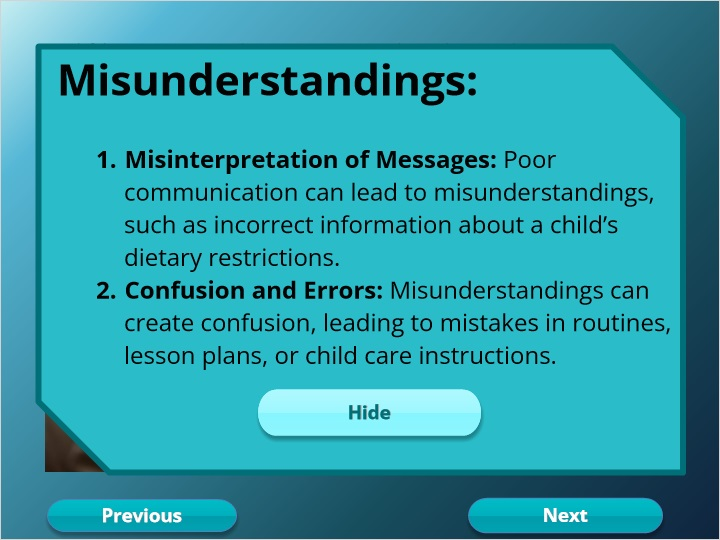 Misunderstandings:
1. Misinterpretation of Messages: Poor
communication can lead to misunderstandings,
such as incorrect information about a child’s
dietary restrictions.
2. Confusion and Errors: Misunderstandings can
create confusion, leading to mistakes in routines,
lesson plans, or child care instructions.
Hide
Previous
Next